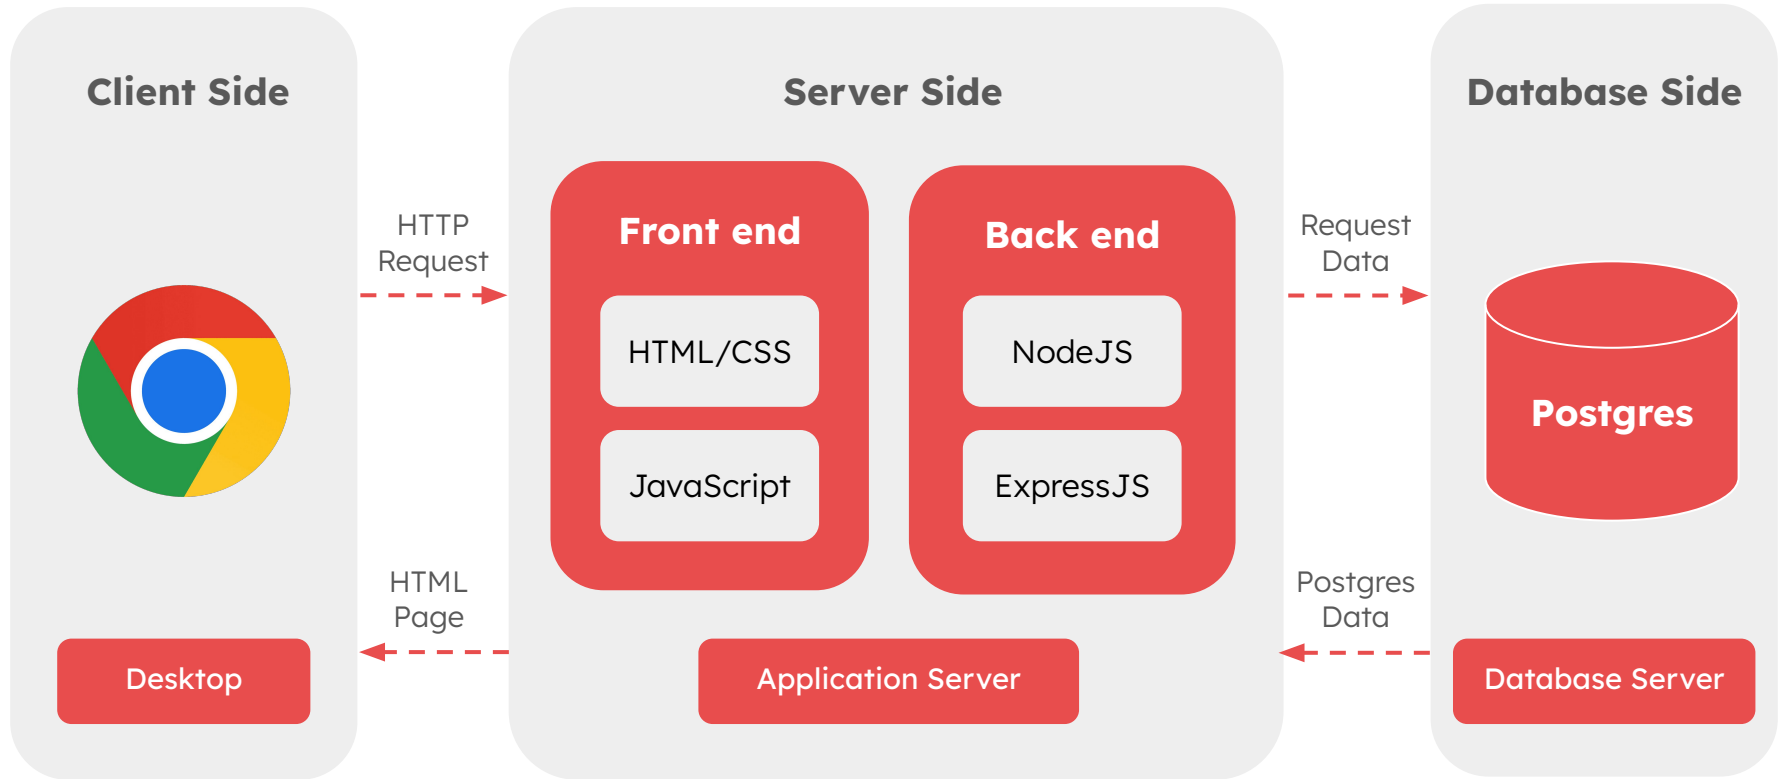 Client Side
Server Side
Database Side
HTTP
Request
Front end
HTML/CSS
JavaScript
Back end
NodeJS
ExpressJS
Request
Data
Postgres
HTML
Page
Postgres
Data
Desktop
Application Server
Database Server